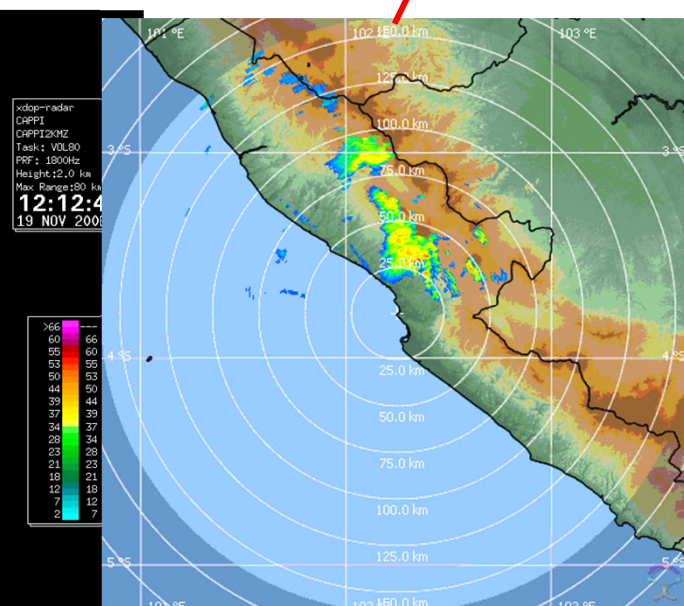 101 °E
102
150.0 km
103 °E
125.0 km
100.0 km
75.0 km
50.0 km
25.0 km
3 °S
4 °S
25.0 km
50.0 km
75.0 km
100.0 km
125.0 km
5 °S
5°S
150.0 km
xdop-radar
CAPPI
CAPPI2KMZ
Task: VOL80
PRF: 1800Hz
Height:2.0 km
Max Range:80 km
12:12:4
19 NOV 200
>66 ---
60 66
55 60
53 55
50 53
44 50
39 44
37 39
34 37
28 34
23 28
21 23
18 21
12 18
7 12
2 7